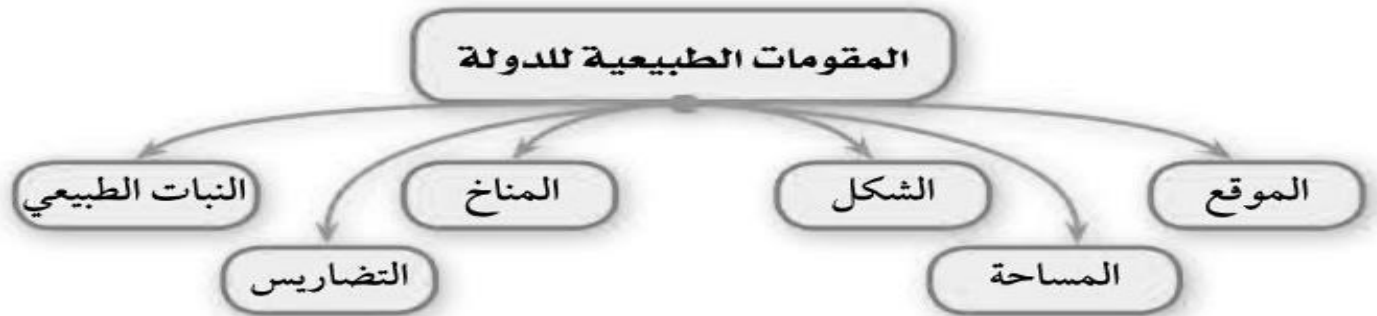 المقومات الطبيعية للدولة
الموقع
المساحة
الشكل
المناخ
التضاريس
النبات الطبيعي